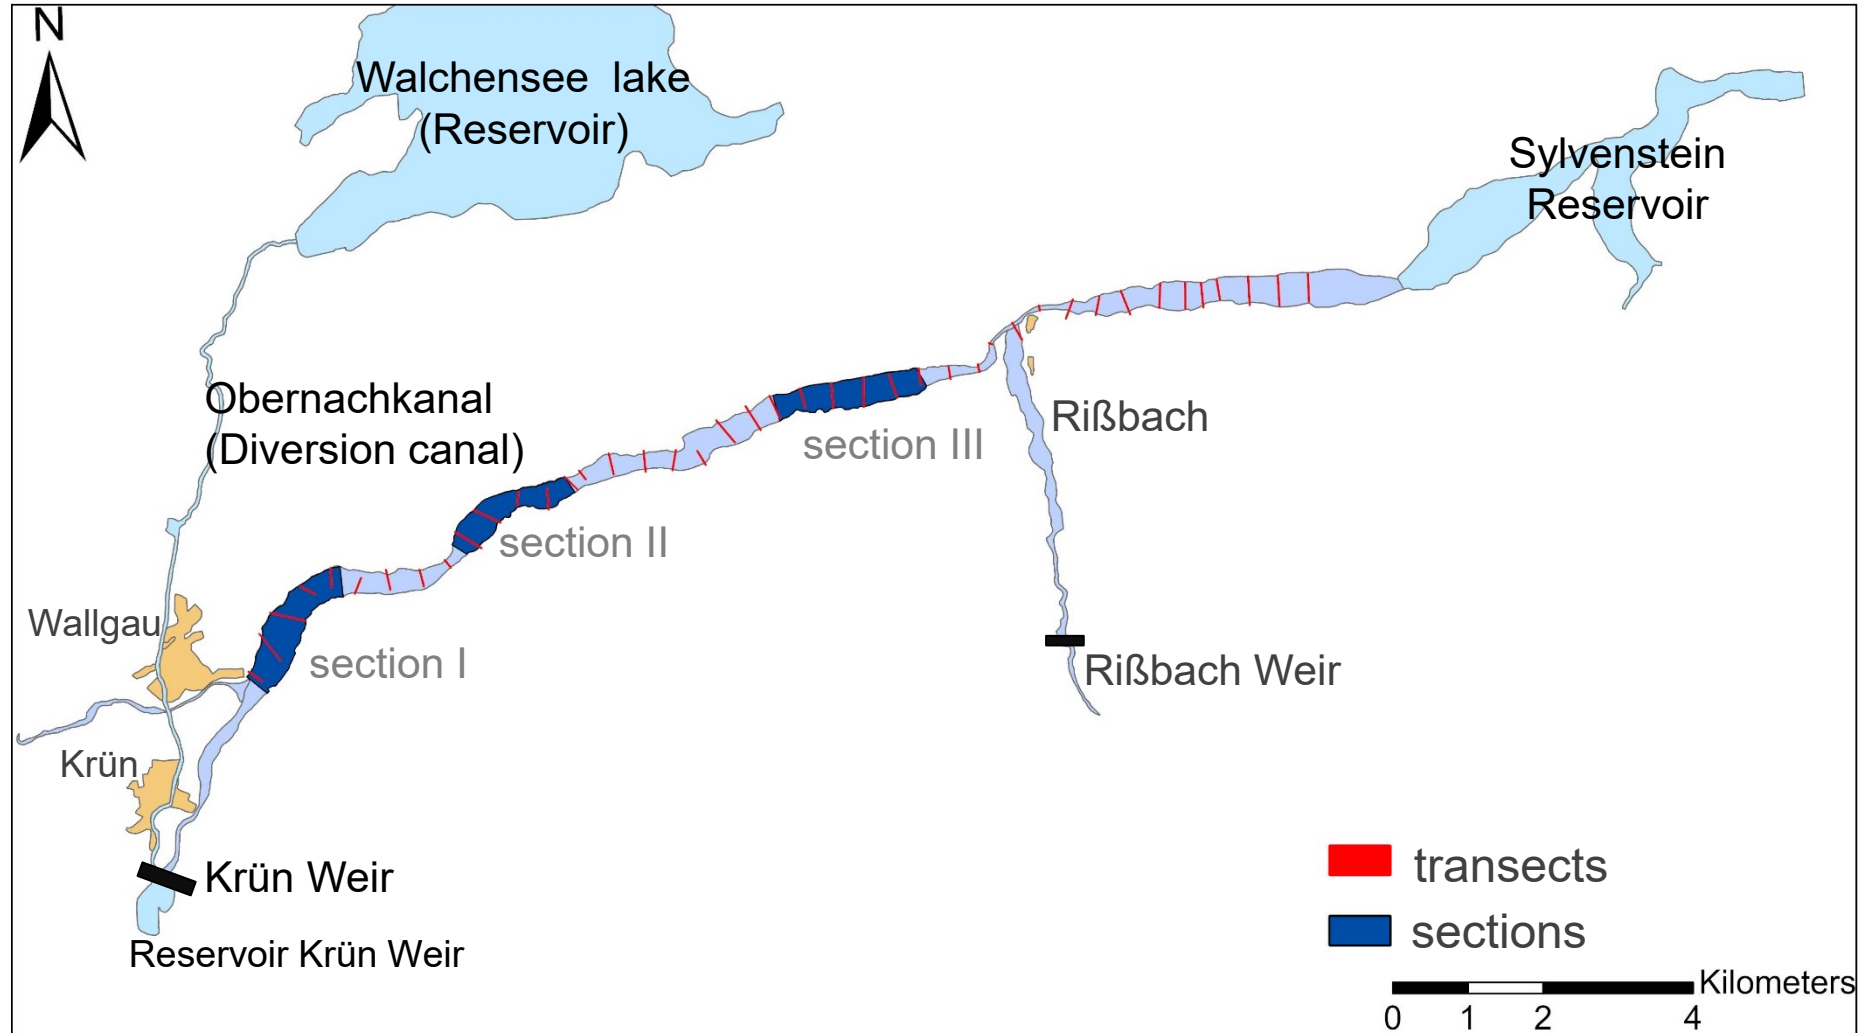 N
Walchensee lake
(Reservoir)
Sylvenstein
Reservoir
Obernachkanal
(Diversion canal)
Rißbach
section III
section II
Wallgau
section I
Rißbach Weir
Krün
Krün Weir
Reservoir Krün Weir
transects
sections
Kilometers
0 1 2 4